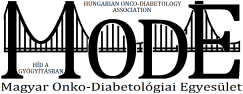 HUNGARIAN ONCO-DIABETOLOGY
ASSOCIATION
MODE
HÍD A
GYÓGYÍTÁSBAN
Magyar Onko-Diabetológiai Egyesület